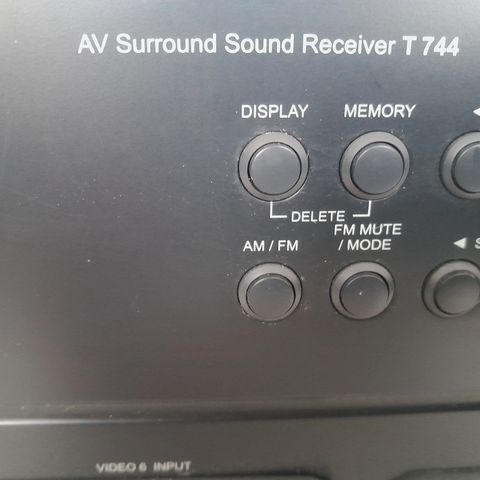 AV Surround Sound Receiver T 744
DISPLAY
MEMORY
DELETE
AM / FM
FM MUTE
/ MODE
VIDEO 6 INPUT